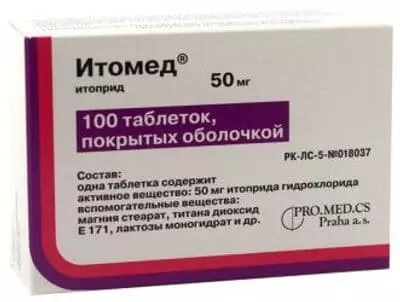 Итомед®
итоприд
50 мг
100 таблеток,
покрытых оболочкой
РК-ЛС-5-№018037
Состав:
одна таблетка содержит
активное вещество: 50 мг итоприда гидрохлорида
вспомогательные вещества:
магния стеарат, титана диоксид
Е 171, лактозы моногидрат и др.
PRO.MED.CS
Praha a. s.